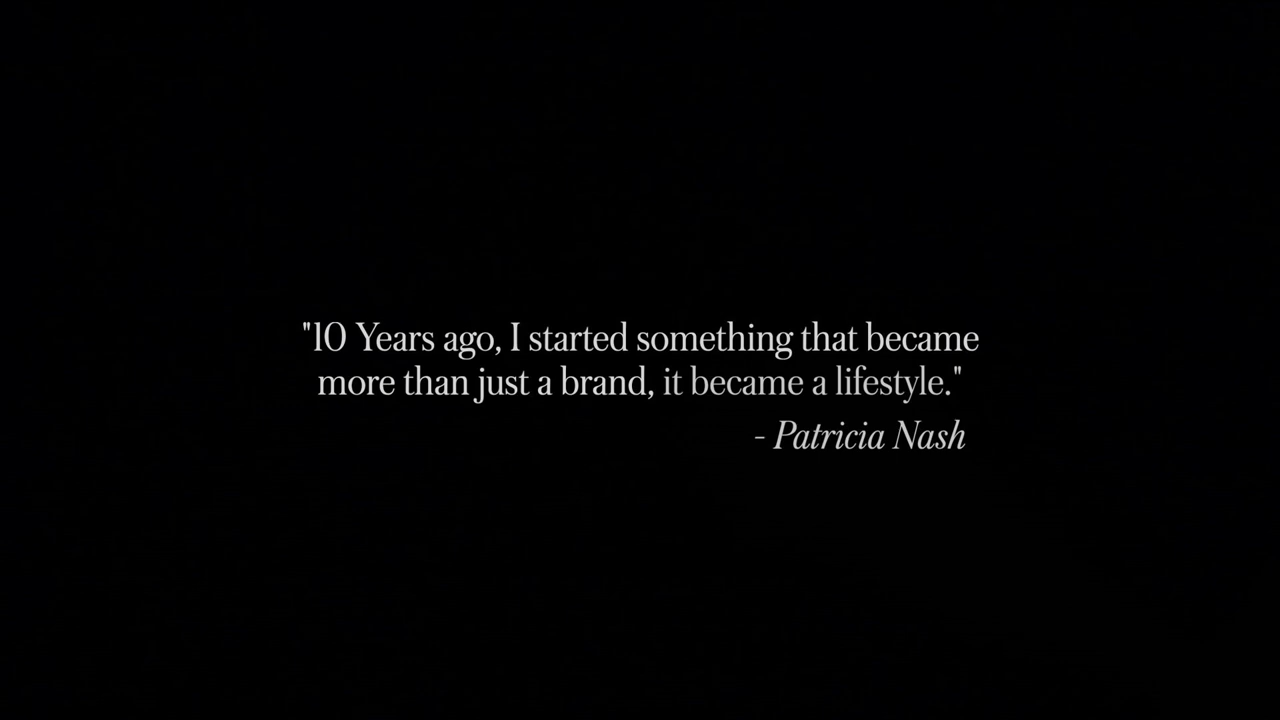 "10 Years ago, I started something that became
more than just a brand, it became a lifestyle."
- Patricia Nash